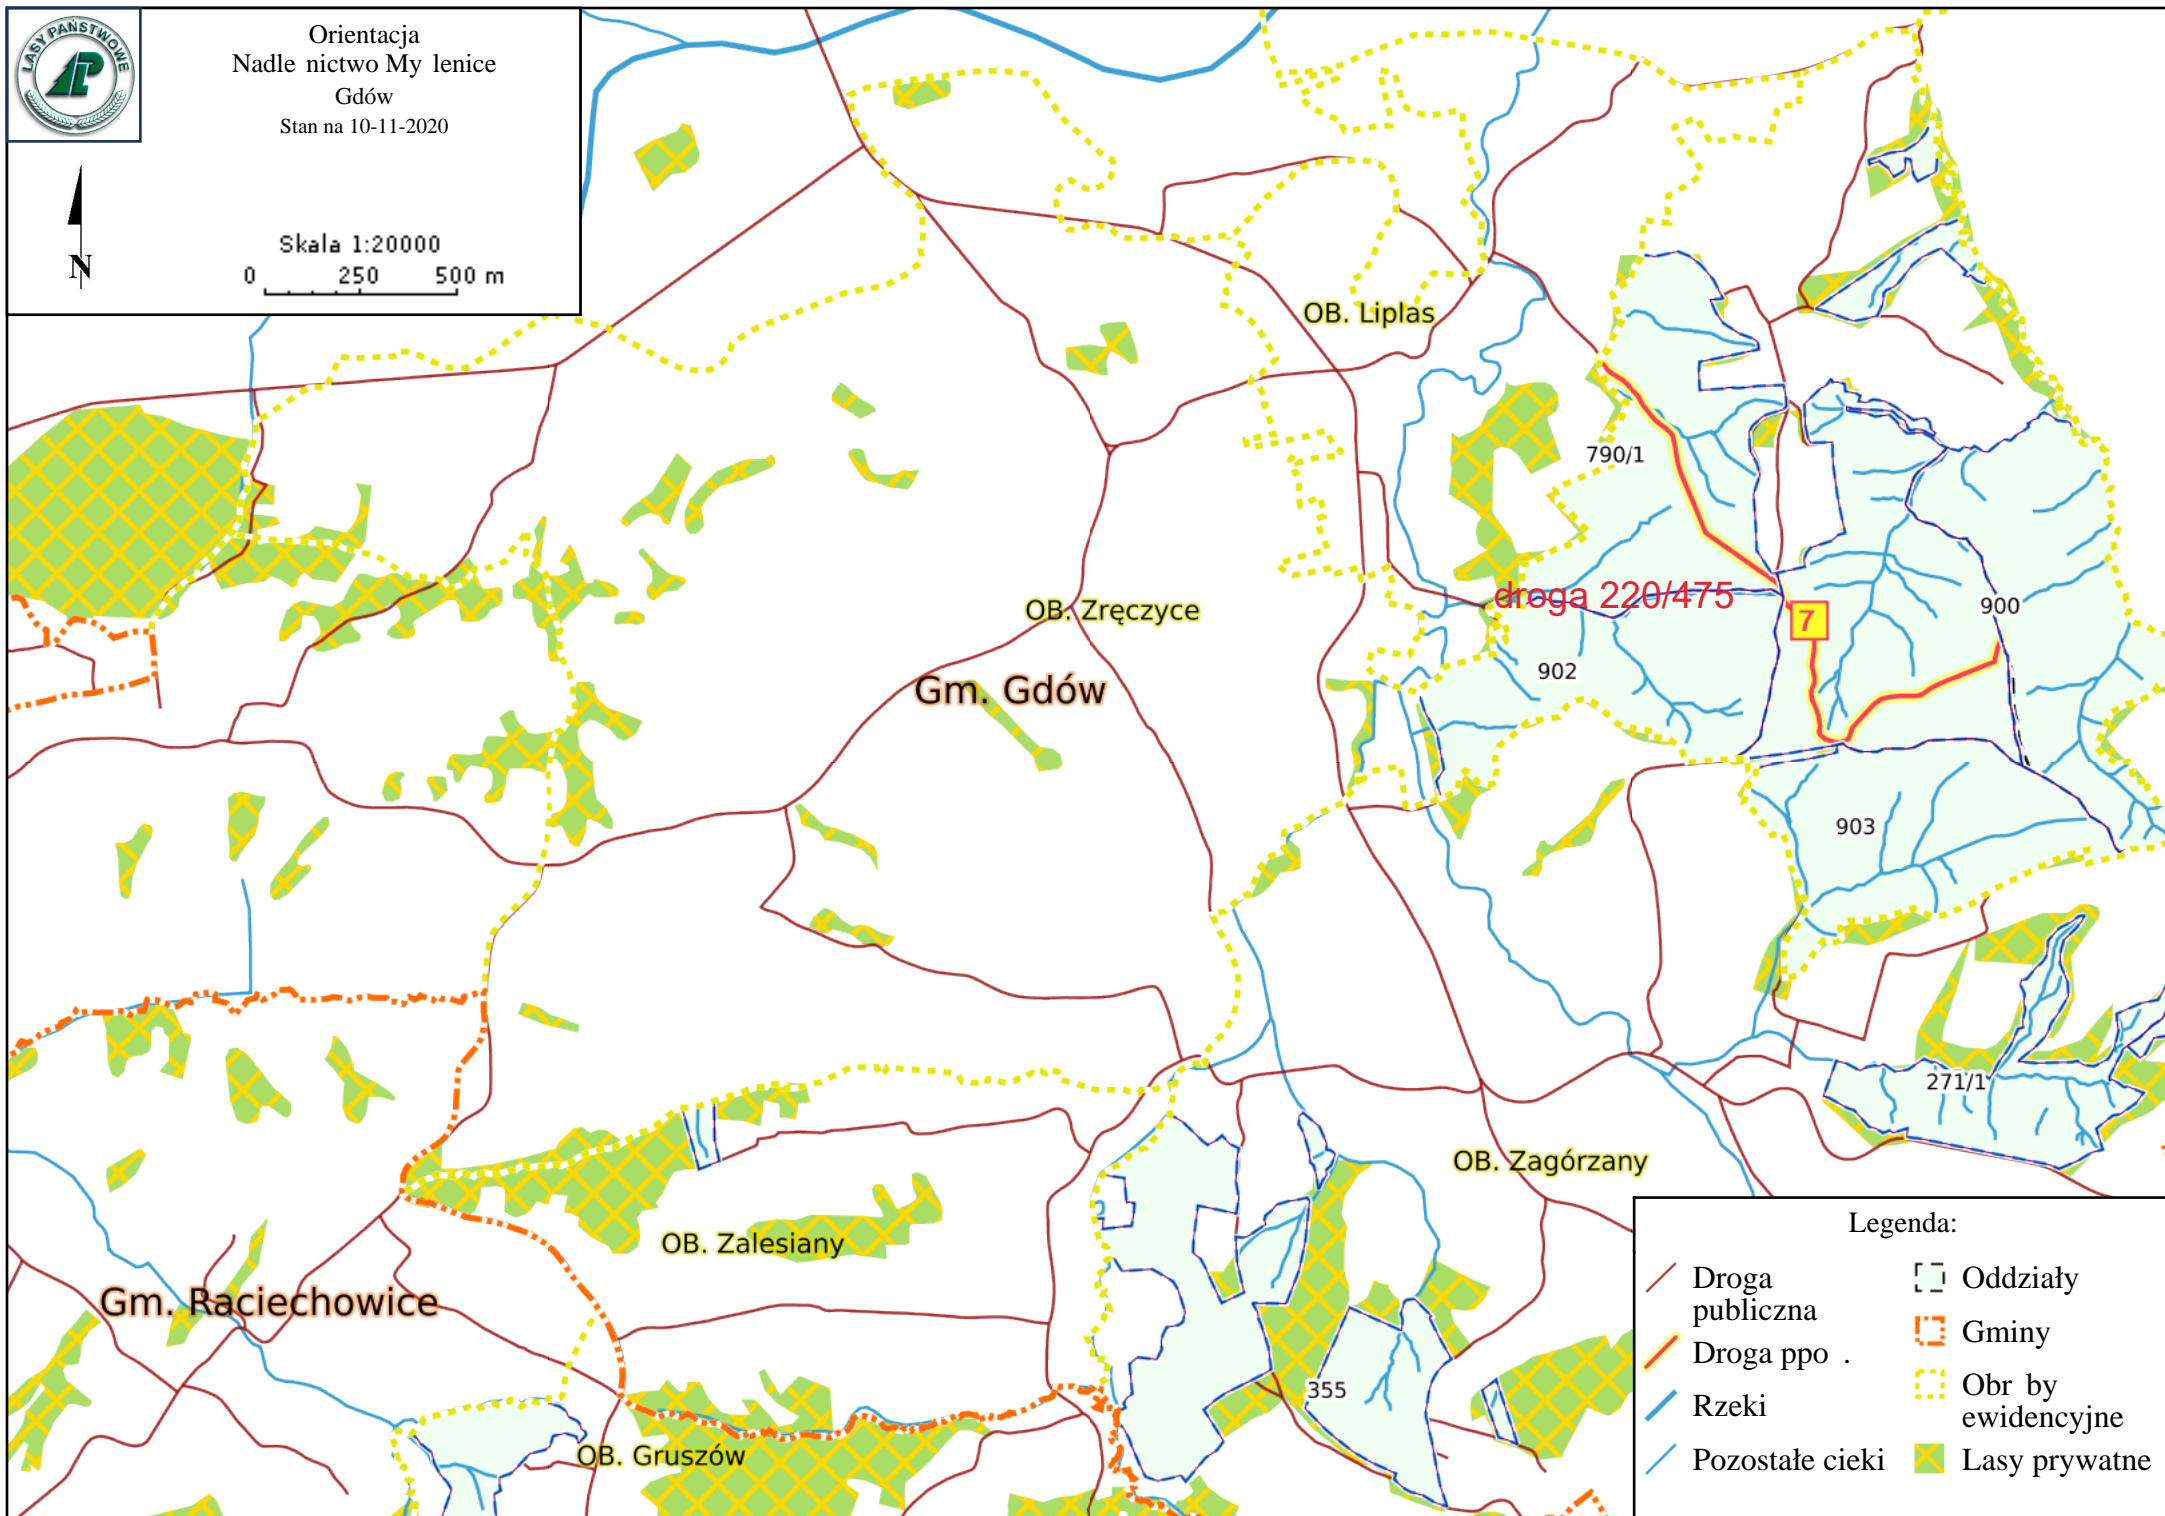 LASY PAŃSTWOWE
LP
Orientacja
Nadle nictwo My lenice
Gdów
Stan na 10-11-2020
N
Skala 1:20000
0 250 500 m
OB. Liplas
790/1
droga 220/475
7
900
OB. Zręczyce
902
Gm. Gdów
903
271/1
OB. Zagórzany
OB. Zalesiany
Gm. Raciechowice
355
OB. Gruszów
Legenda:
Droga
publiczna
Droga ppo .
Rzeki
Pozostałe cieki
Oddziały
Gminy
Obr by
ewidencyjne
Lasy prywatne